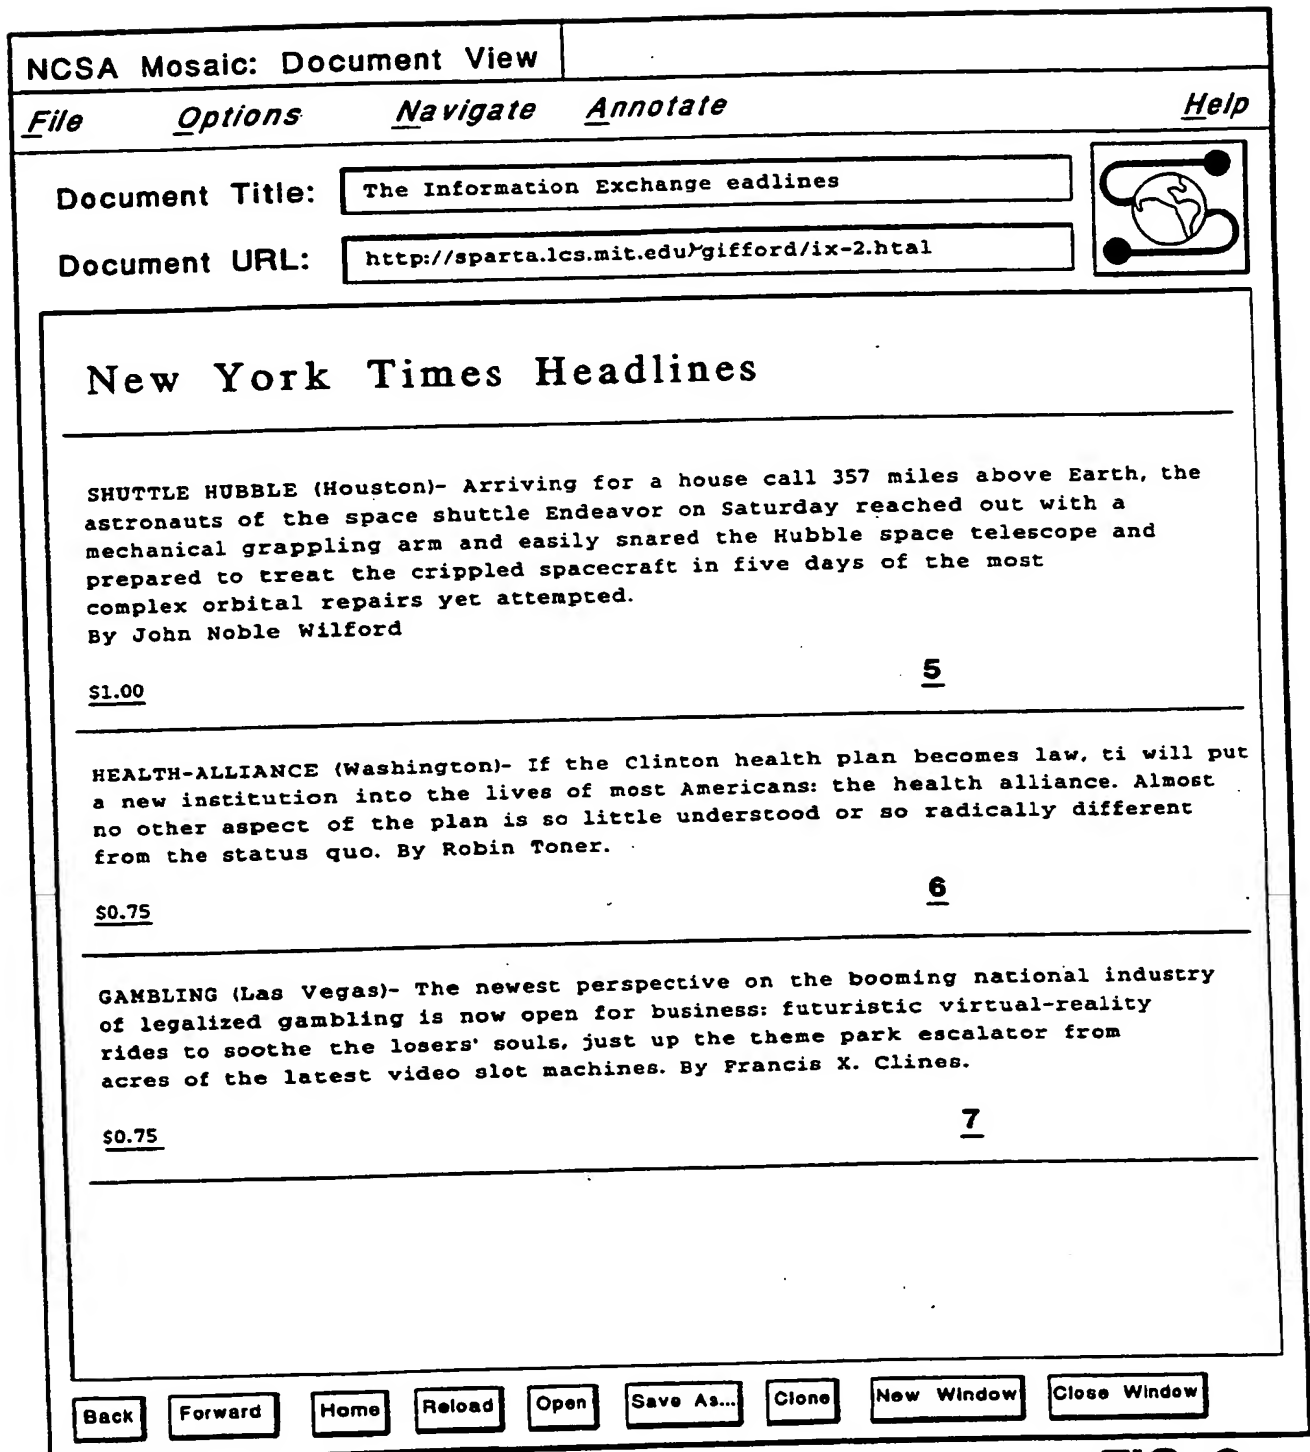 NCSA Mosaic: Document View
File Options Navigate Annotate Help
Document Title: The Information Exchange eadlines
Document URL: http://sparta.lcs.mit.edu/~gifford/ix-2.htal
New York Times Headlines
SHUTTLE HUBBLE (Houston)- Arriving for a house call 357 miles above Earth, the
astronauts of the space shuttle Endeavor on Saturday reached out with a
mechanical grappling arm and easily snared the Hubble space telescope and
prepared to treat the crippled spacecraft in five days of the most
complex orbital repairs yet attempted.
By John Noble Wilford
$1.00 5
HEALTH-ALLIANCE (Washington)- If the Clinton health plan becomes law, ti will put
a new institution into the lives of most Americans: the health alliance. Almost
no other aspect of the plan is so little understood or so radically different
from the status quo. By Robin Toner.
$0.75 6
GAMBLING (Las Vegas)- The newest perspective on the booming national industry
of legalized gambling is now open for business: futuristic virtual-reality
rides to soothe the losers' souls, just up the theme park escalator from
acres of the latest video slot machines. By Francis X. Clines.
$0.75 7
Back Forward Home Reload Open Save As... Clone New Window Close Window